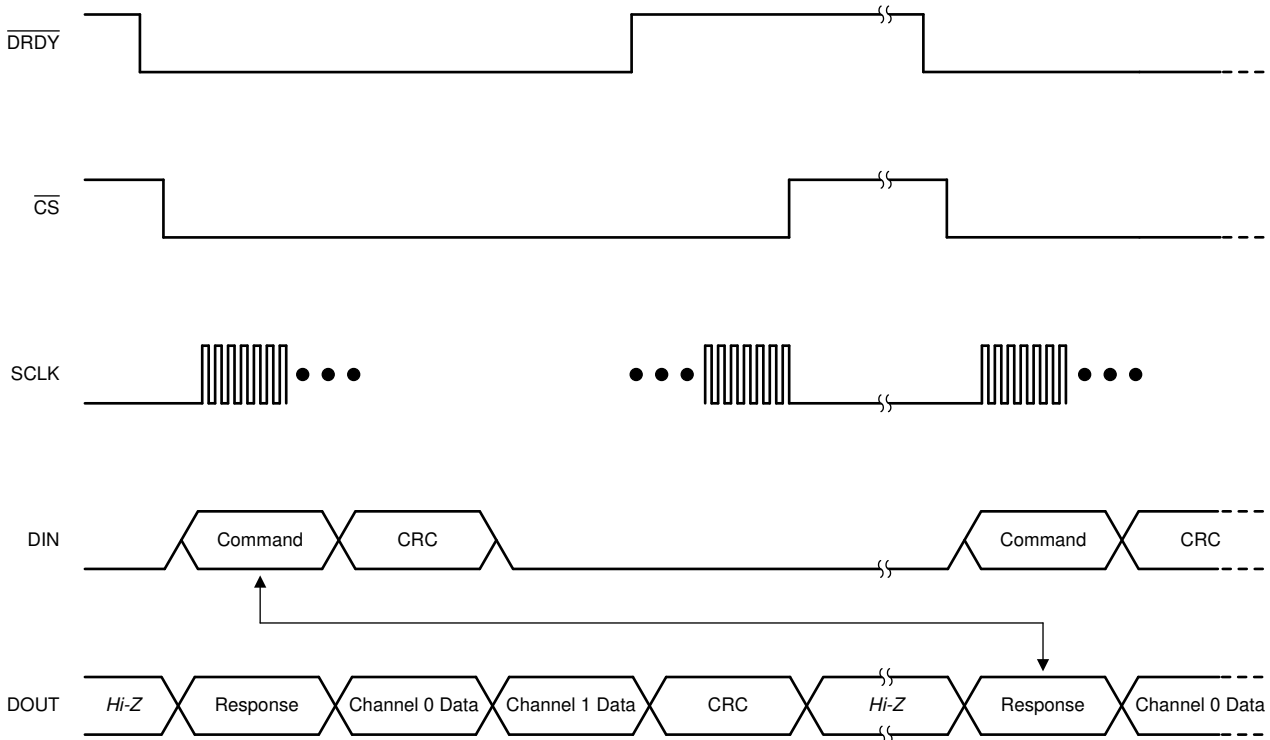 DRDY
CS
SCLK
DIN
Command
CRC
Command
CRC
DOUT
Hi-Z
Response
Channel 0 Data
Channel 1 Data
CRC
Hi-Z
Response
Channel 0 Data